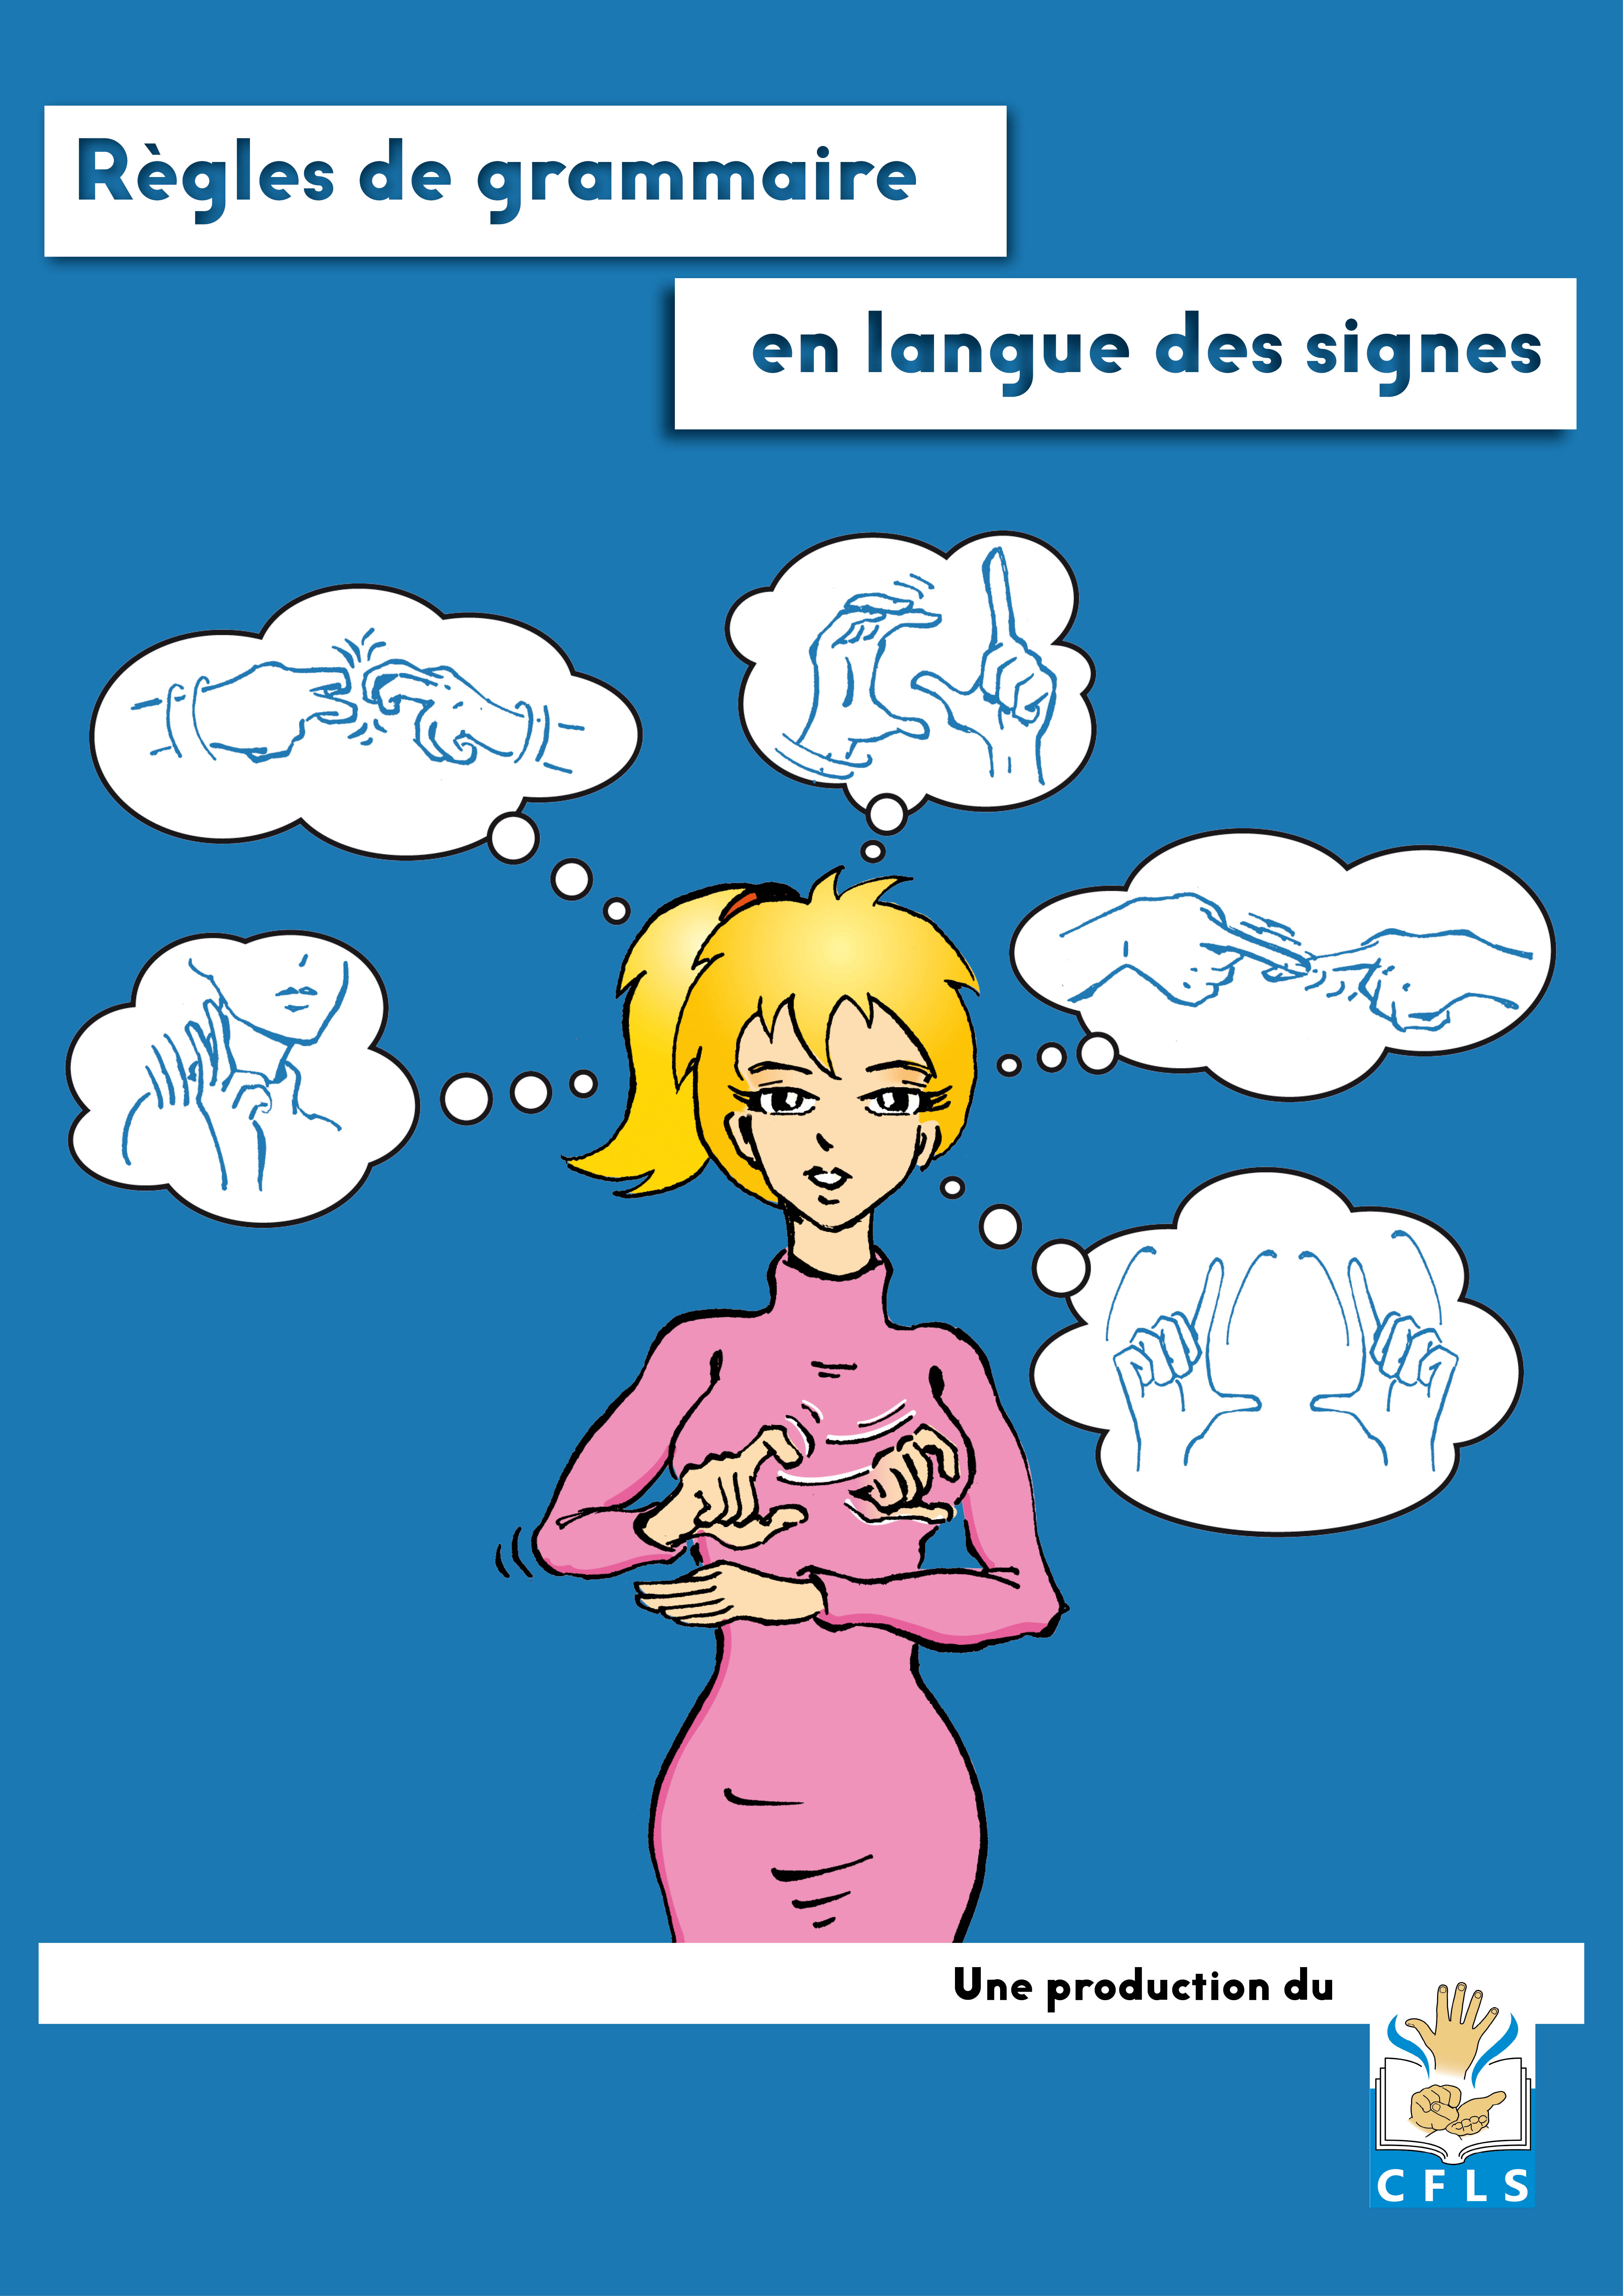 Règles de grammaire
en langue des signes
Une production du
CFLS